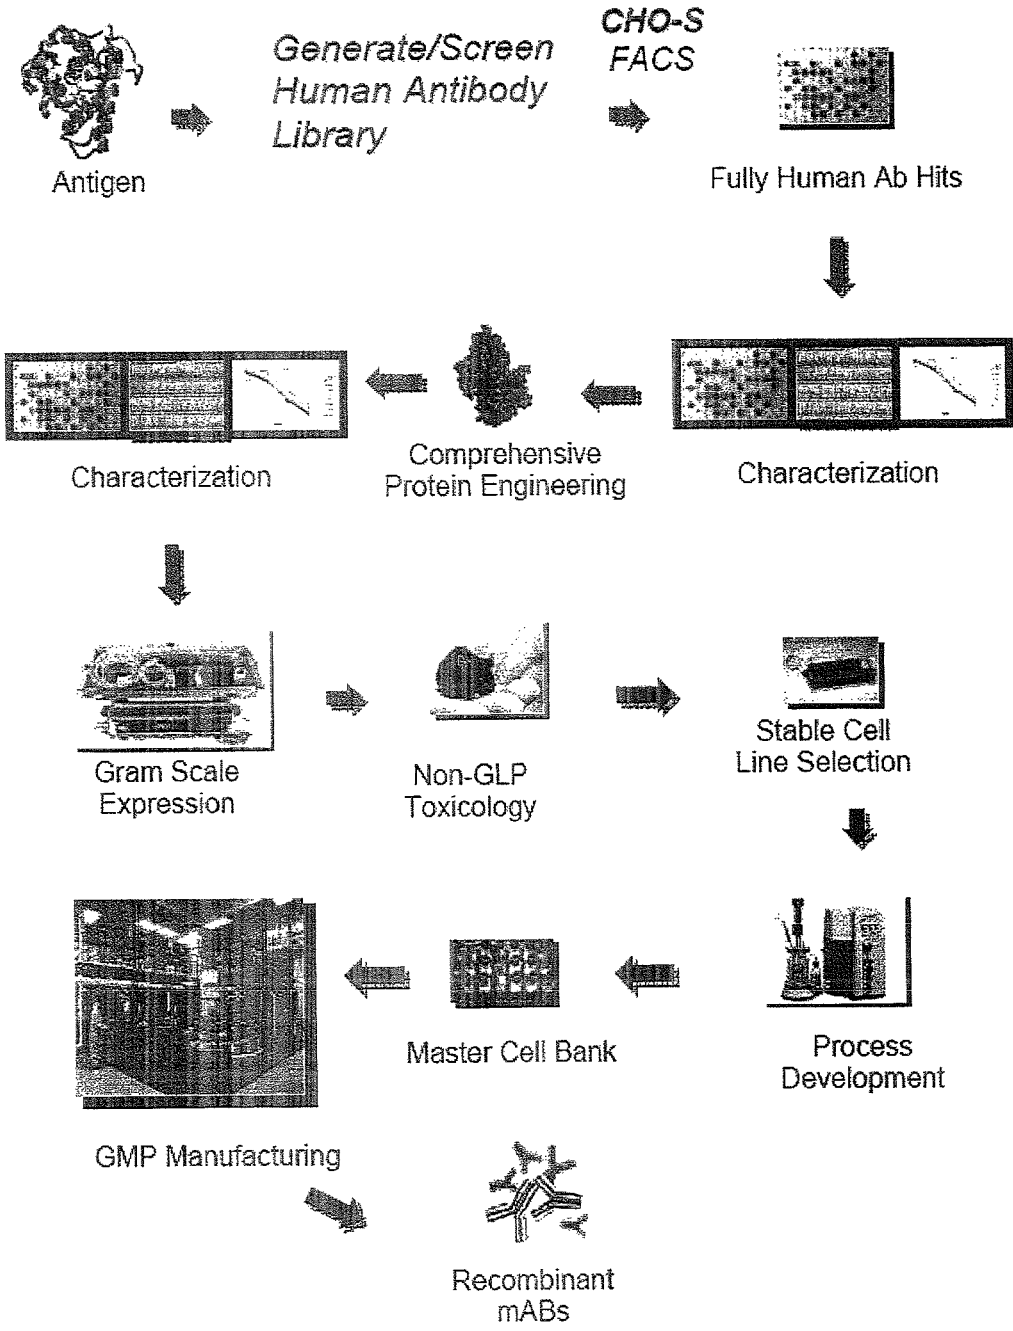 CHO-S
FACS
Generate/Screen
Human Antibody
Library
Antigen
Fully Human Ab Hits
Characterization
Comprehensive
Protein Engineering
Characterization
Gram Scale
Expression
Non-GLP
Toxicology
Stable Cell
Line Selection
GMP Manufacturing
Master Cell Bank
Process
Development
Recombinant
mABs